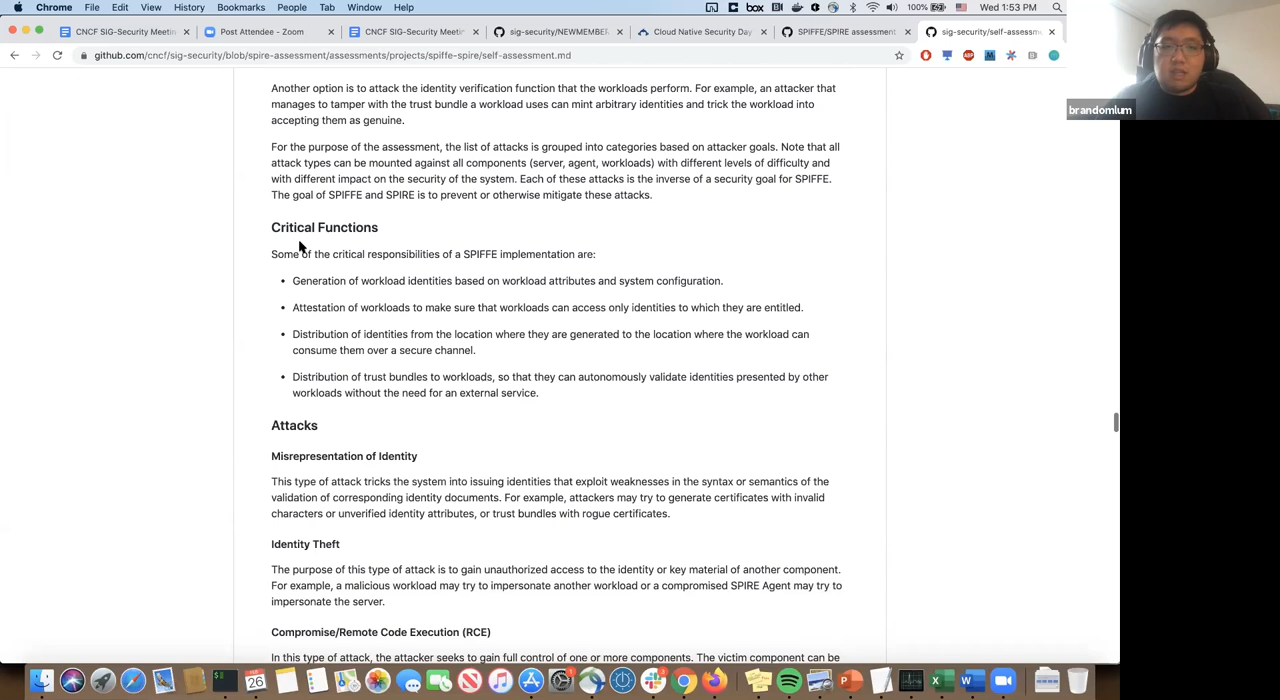 Chrome File Edit View History Bookmarks People Tab Window Help
box 100% Wed 1:53 PM
CNCF SIG-Security Meetin
Post Attendee - Zoom
CNCF SIG-Security Meetin
sig-security/NEWMEMBER
Cloud Native Security Day
SPIFFE/SPIRE assessment
sig-security/self-assessm
github.com/cncf/sig-security/blob/spire-assessment/assessments/projects/spiffe-spire/self-assessment.md
ABP
brandomlum
Another option is to attack the identity verification function that the workloads perform. For example, an attacker that
manages to tamper with the trust bundle a workload uses can mint arbitrary identities and trick the workload into
accepting them as genuine.
For the purpose of the assessment, the list of attacks is grouped into categories based on attacker goals. Note that all
attack types can be mounted against all components (server, agent, workloads) with different levels of difficulty and
with different impact on the security of the system. Each of these attacks is the inverse of a security goal for SPIFFE.
The goal of SPIFFE and SPIRE is to prevent or otherwise mitigate these attacks.
Critical Functions
Some of the critical responsibilities of a SPIFFE implementation are:
• Generation of workload identities based on workload attributes and system configuration.
• Attestation of workloads to make sure that workloads can access only identities to which they are entitled.
• Distribution of identities from the location where they are generated to the location where the workload can
consume them over a secure channel.
• Distribution of trust bundles to workloads, so that they can autonomously validate identities presented by other
workloads without the need for an external service.
Attacks
Misrepresentation of Identity
This type of attack tricks the system into issuing identities that exploit weaknesses in the syntax or semantics of the
validation of corresponding identity documents. For example, attackers may try to generate certificates with invalid
characters or unverified identity attributes, or trust bundles with rogue certificates.
Identity Theft
The purpose of this type of attack is to gain unauthorized access to the identity or key material of another component.
For example, a malicious workload may try to impersonate another workload or a compromised SPIRE Agent may try to
impersonate the server.
Compromise/Remote Code Execution (RCE)
In this type of attack, the attacker seeks to gain full control of one or more components. The victim component can be
26